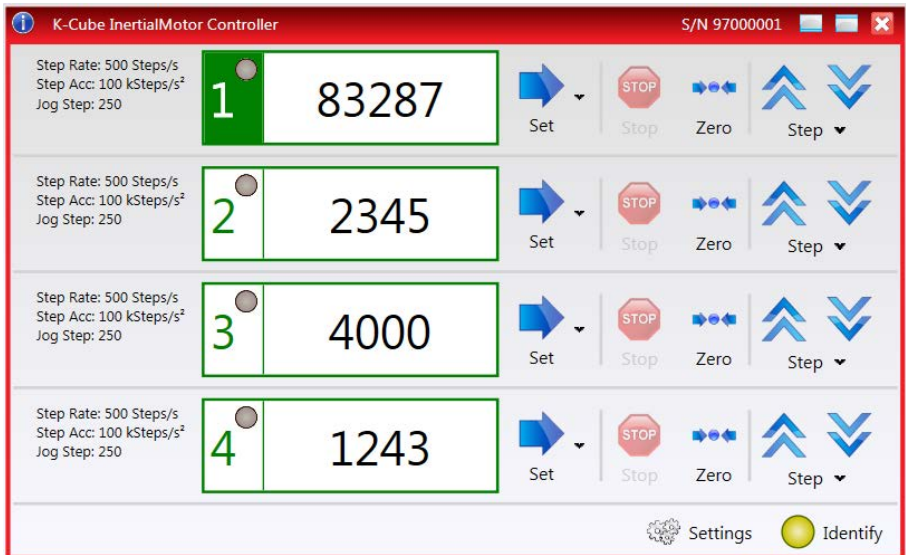 K-Cube InertialMotor Controller S/N 97000001
Step Rate: 500 Steps/s
Step Acc: 100 kSteps/s²
Jog Step: 250
1 83287
Set STOP Stop Zero Step
Step Rate: 500 Steps/s
Step Acc: 100 kSteps/s²
Jog Step: 250
2 2345
Set STOP Stop Zero Step
Step Rate: 500 Steps/s
Step Acc: 100 kSteps/s²
Jog Step: 250
3 4000
Set STOP Stop Zero Step
Step Rate: 500 Steps/s
Step Acc: 100 kSteps/s²
Jog Step: 250
4 1243
Set STOP Stop Zero Step
Settings Identify